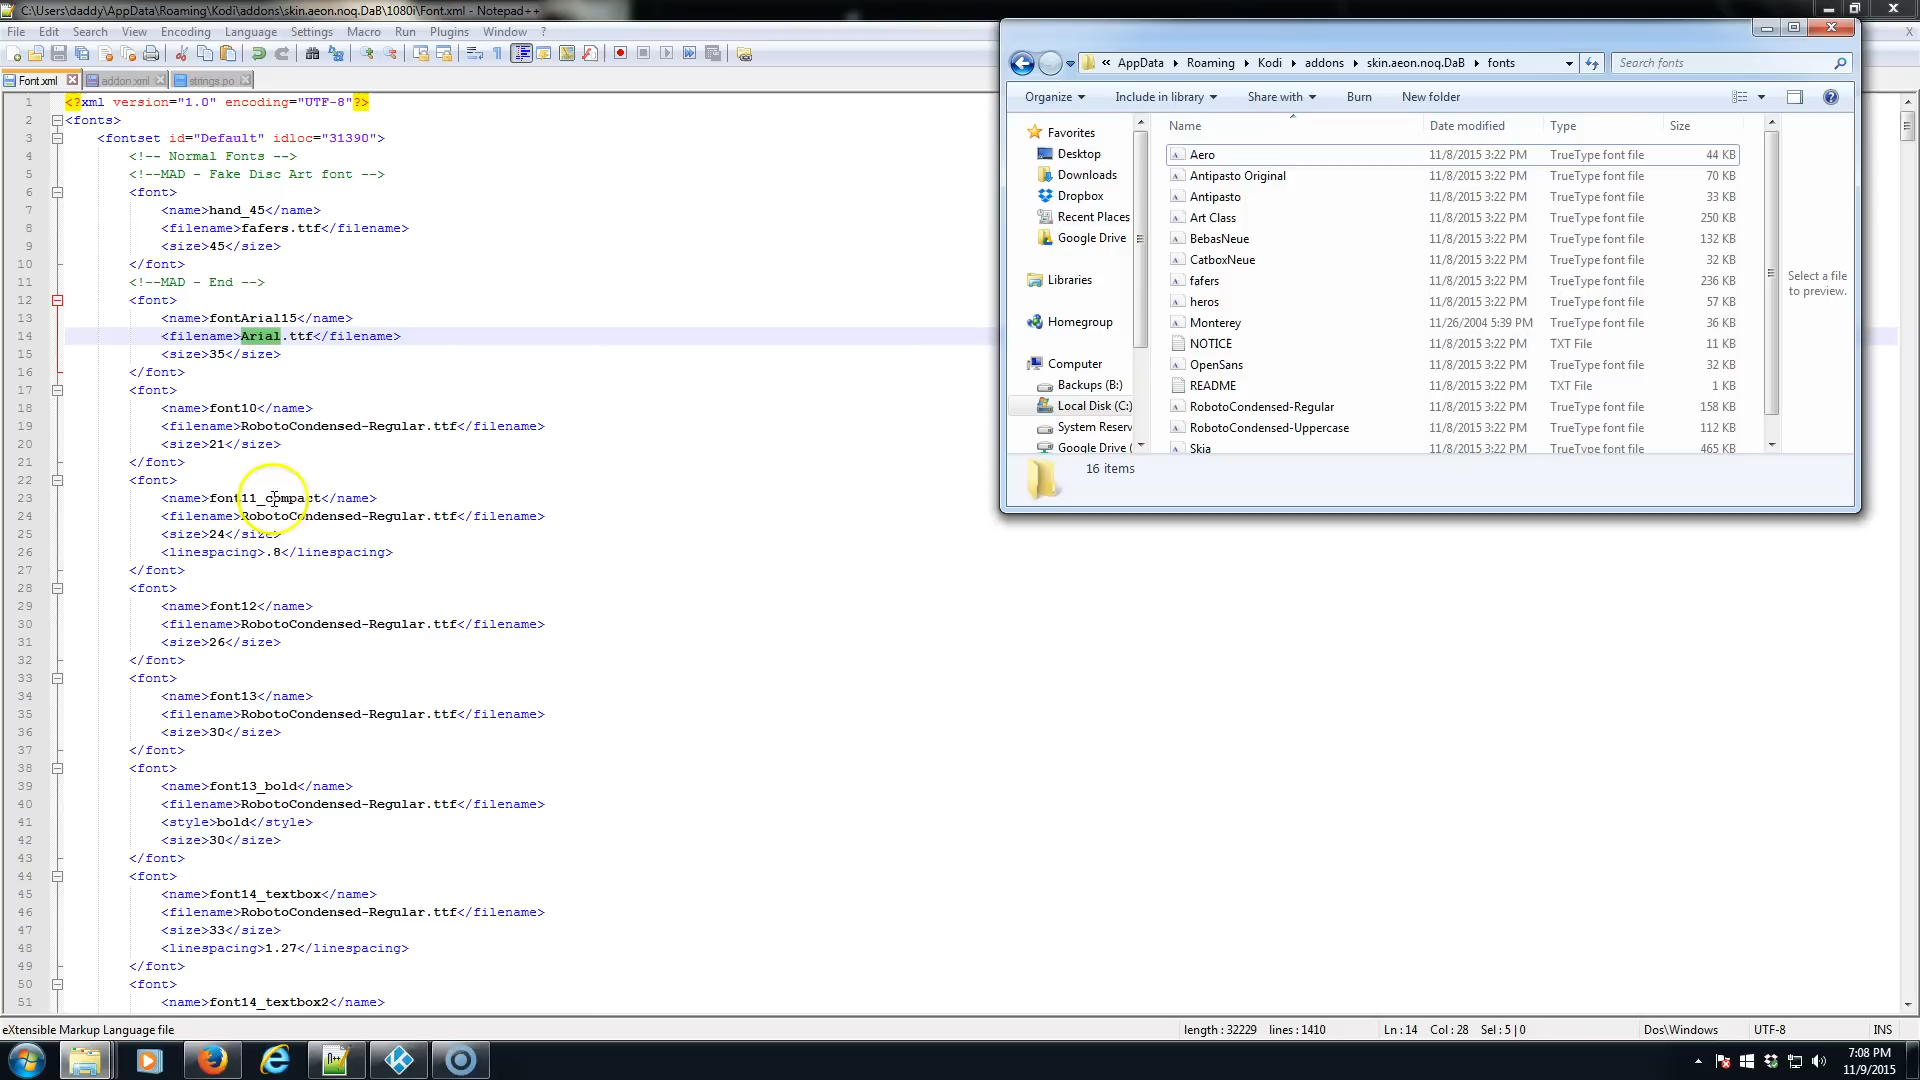 C:\Users\daddy\AppData\Roaming\Kodi\addons\skin.aeon.noq.DaB\1080i\Font.xml - Notepad++
File Edit Search View Encoding Language Settings Macro Run Plugins Window ?
Font.xml addon.xml strings.po
1 <?xml version="1.0" encoding="UTF-8"?>
2 <fonts>
3 <fontset id="Default" idloc="31390">
4 <!-- Normal Fonts -->
5 <!--MAD - Fake Disc Art font -->
6 <font>
7 <name>hand_45</name>
8 <filename>fafers.ttf</filename>
9 <size>45</size>
10 </font>
11 <!--MAD - End -->
12 <font>
13 <name>fontArial15</name>
14 <filename>Arial.ttf</filename>
15 <size>35</size>
16 </font>
17 <font>
18 <name>font10</name>
19 <filename>RobotoCondensed-Regular.ttf</filename>
20 <size>21</size>
21 </font>
22 <font>
23 <name>font11_compact</name>
24 <filename>RobotoCondensed-Regular.ttf</filename>
25 <size>24</size>
26 <linespacing>.8</linespacing>
27 </font>
28 <font>
29 <name>font12</name>
30 <filename>RobotoCondensed-Regular.ttf</filename>
31 <size>26</size>
32 </font>
33 <font>
34 <name>font13</name>
35 <filename>RobotoCondensed-Regular.ttf</filename>
36 <size>30</size>
37 </font>
38 <font>
39 <name>font13_bold</name>
40 <filename>RobotoCondensed-Regular.ttf</filename>
41 <style>bold</style>
42 <size>30</size>
43 </font>
44 <font>
45 <name>font14_textbox</name>
46 <filename>RobotoCondensed-Regular.ttf</filename>
47 <size>33</size>
48 <linespacing>1.27</linespacing>
49 </font>
50 <font>
51 <name>font14_textbox2</name>
« AppData Roaming Kodi addons skin.aeon.noq.DaB fonts Search fonts
Organize Include in library Share with Burn New folder
Favorites
Desktop
Downloads
Dropbox
Recent Places
Google Drive
Libraries
Homegroup
Computer
Backups (B:)
Local Disk (C:)
System Reserv
Google Drive (
Name Date modified Type Size
Aero 11/8/2015 3:22 PM TrueType font file 44 KB
Antipasto Original 11/8/2015 3:22 PM TrueType font file 70 KB
Antipasto 11/8/2015 3:22 PM TrueType font file 33 KB
Art Class 11/8/2015 3:22 PM TrueType font file 250 KB
BebasNeue 11/8/2015 3:22 PM TrueType font file 132 KB
CatboxNeue 11/8/2015 3:22 PM TrueType font file 32 KB
fafers 11/8/2015 3:22 PM TrueType font file 236 KB
heros 11/8/2015 3:22 PM TrueType font file 57 KB
Monterey 11/26/2004 5:39 PM TrueType font file 36 KB
NOTICE 11/8/2015 3:22 PM TXT File 11 KB
OpenSans 11/8/2015 3:22 PM TrueType font file 32 KB
README 11/8/2015 3:22 PM TXT File 1 KB
RobotoCondensed-Regular 11/8/2015 3:22 PM TrueType font file 158 KB
RobotoCondensed-Uppercase 11/8/2015 3:22 PM TrueType font file 112 KB
Skia 11/8/2015 3:22 PM TrueType font file 465 KB
Select a file
to preview.
16 items
eXtensible Markup Language file length : 32229 lines : 1410 Ln : 14 Col : 28 Sel : 5 | 0 Dos\Windows UTF-8 INS
7:08 PM
11/9/2015